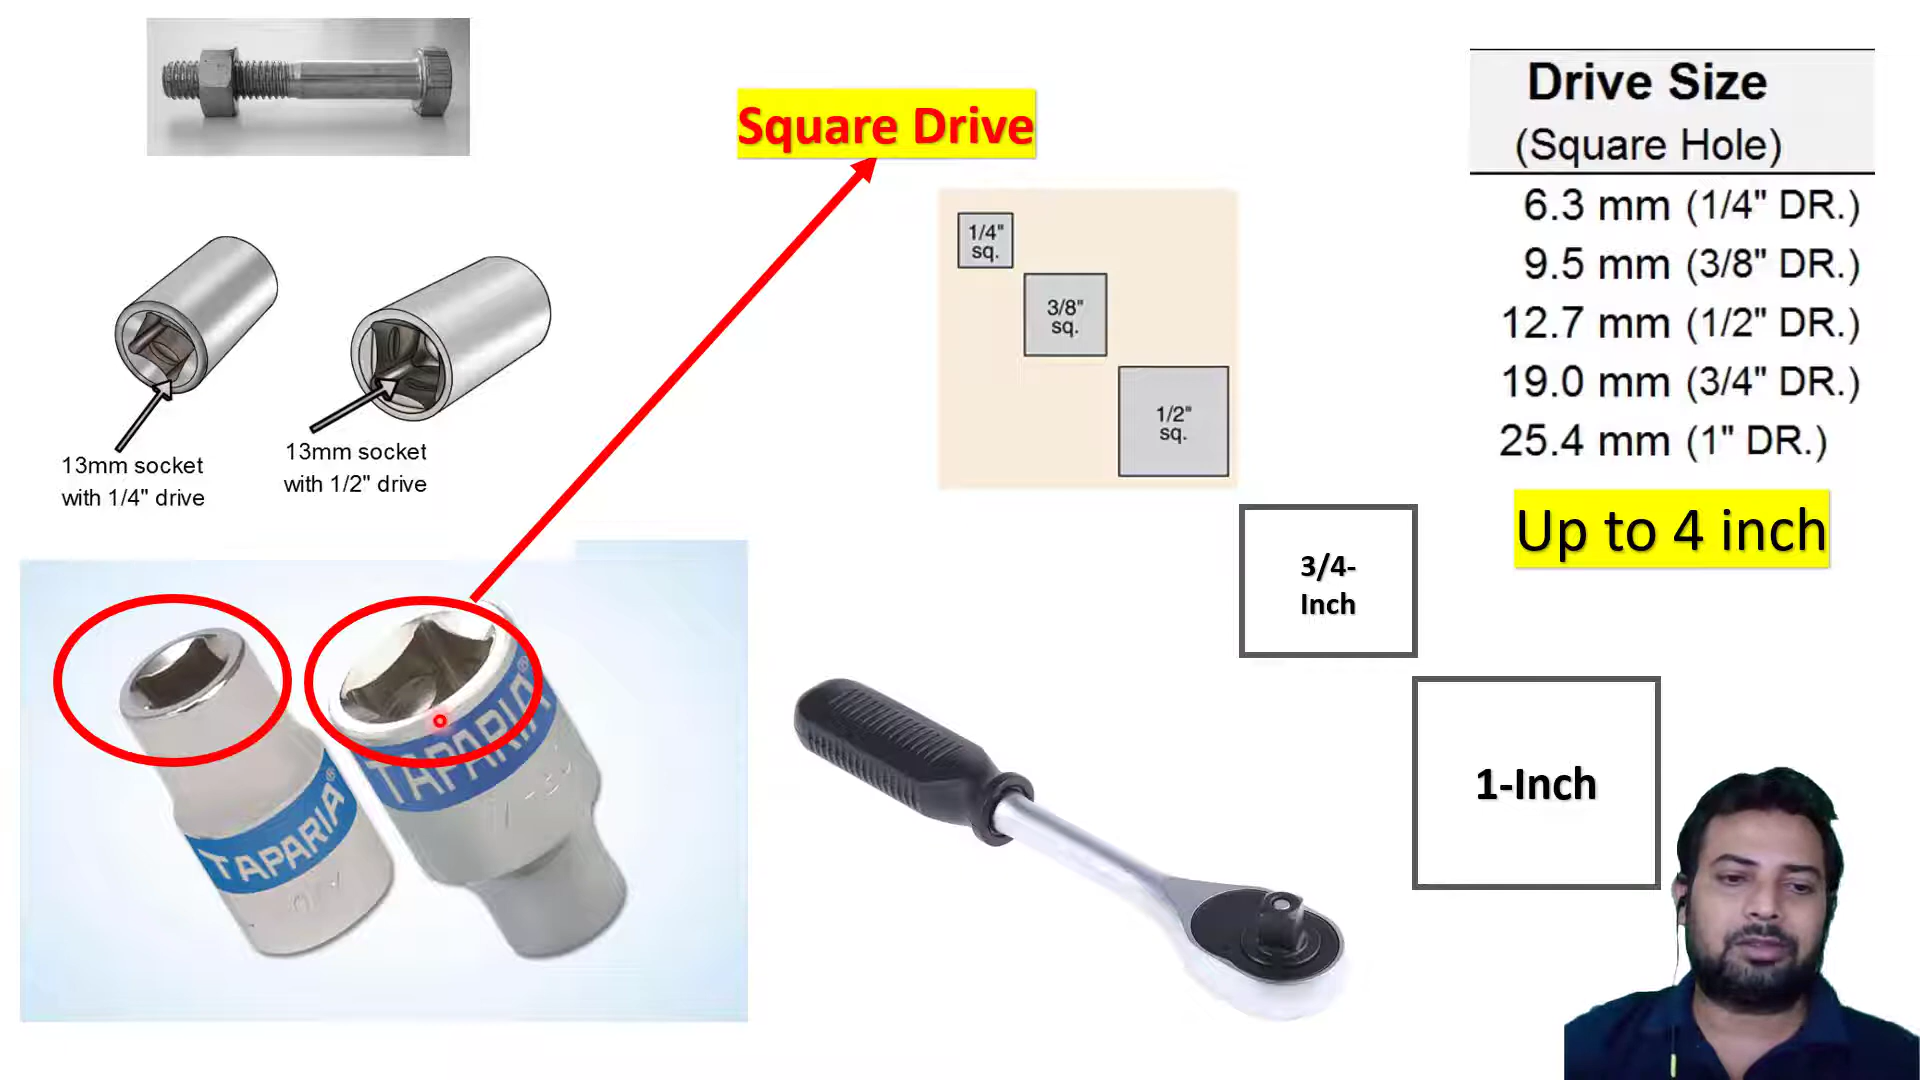 Square Drive
Drive Size
(Square Hole)
6.3 mm (1/4" DR.)
9.5 mm (3/8" DR.)
12.7 mm (1/2" DR.)
19.0 mm (3/4" DR.)
25.4 mm (1" DR.)
Up to 4 inch
1/4"
sq.
3/8"
sq.
1/2"
sq.
13mm socket
with 1/4" drive
13mm socket
with 1/2" drive
3/4-
Inch
1-Inch
TAPARIA®
TAPARIA®